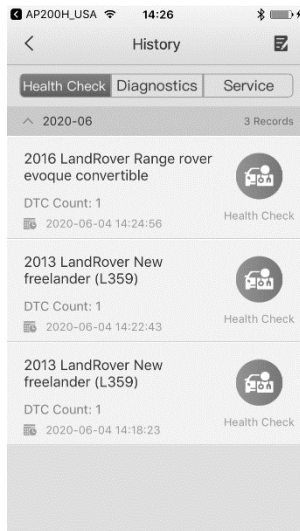 AP200H_USA 14:26
History
Health Check Diagnostics Service
2020-06 3 Records
2016 LandRover Range rover
evoque convertible
DTC Count: 1
2020-06-04 14:24:56
Health Check
2013 LandRover New
freelander (L359)
DTC Count: 1
2020-06-04 14:22:43
Health Check
2013 LandRover New
freelander (L359)
DTC Count: 1
2020-06-04 14:18:23
Health Check